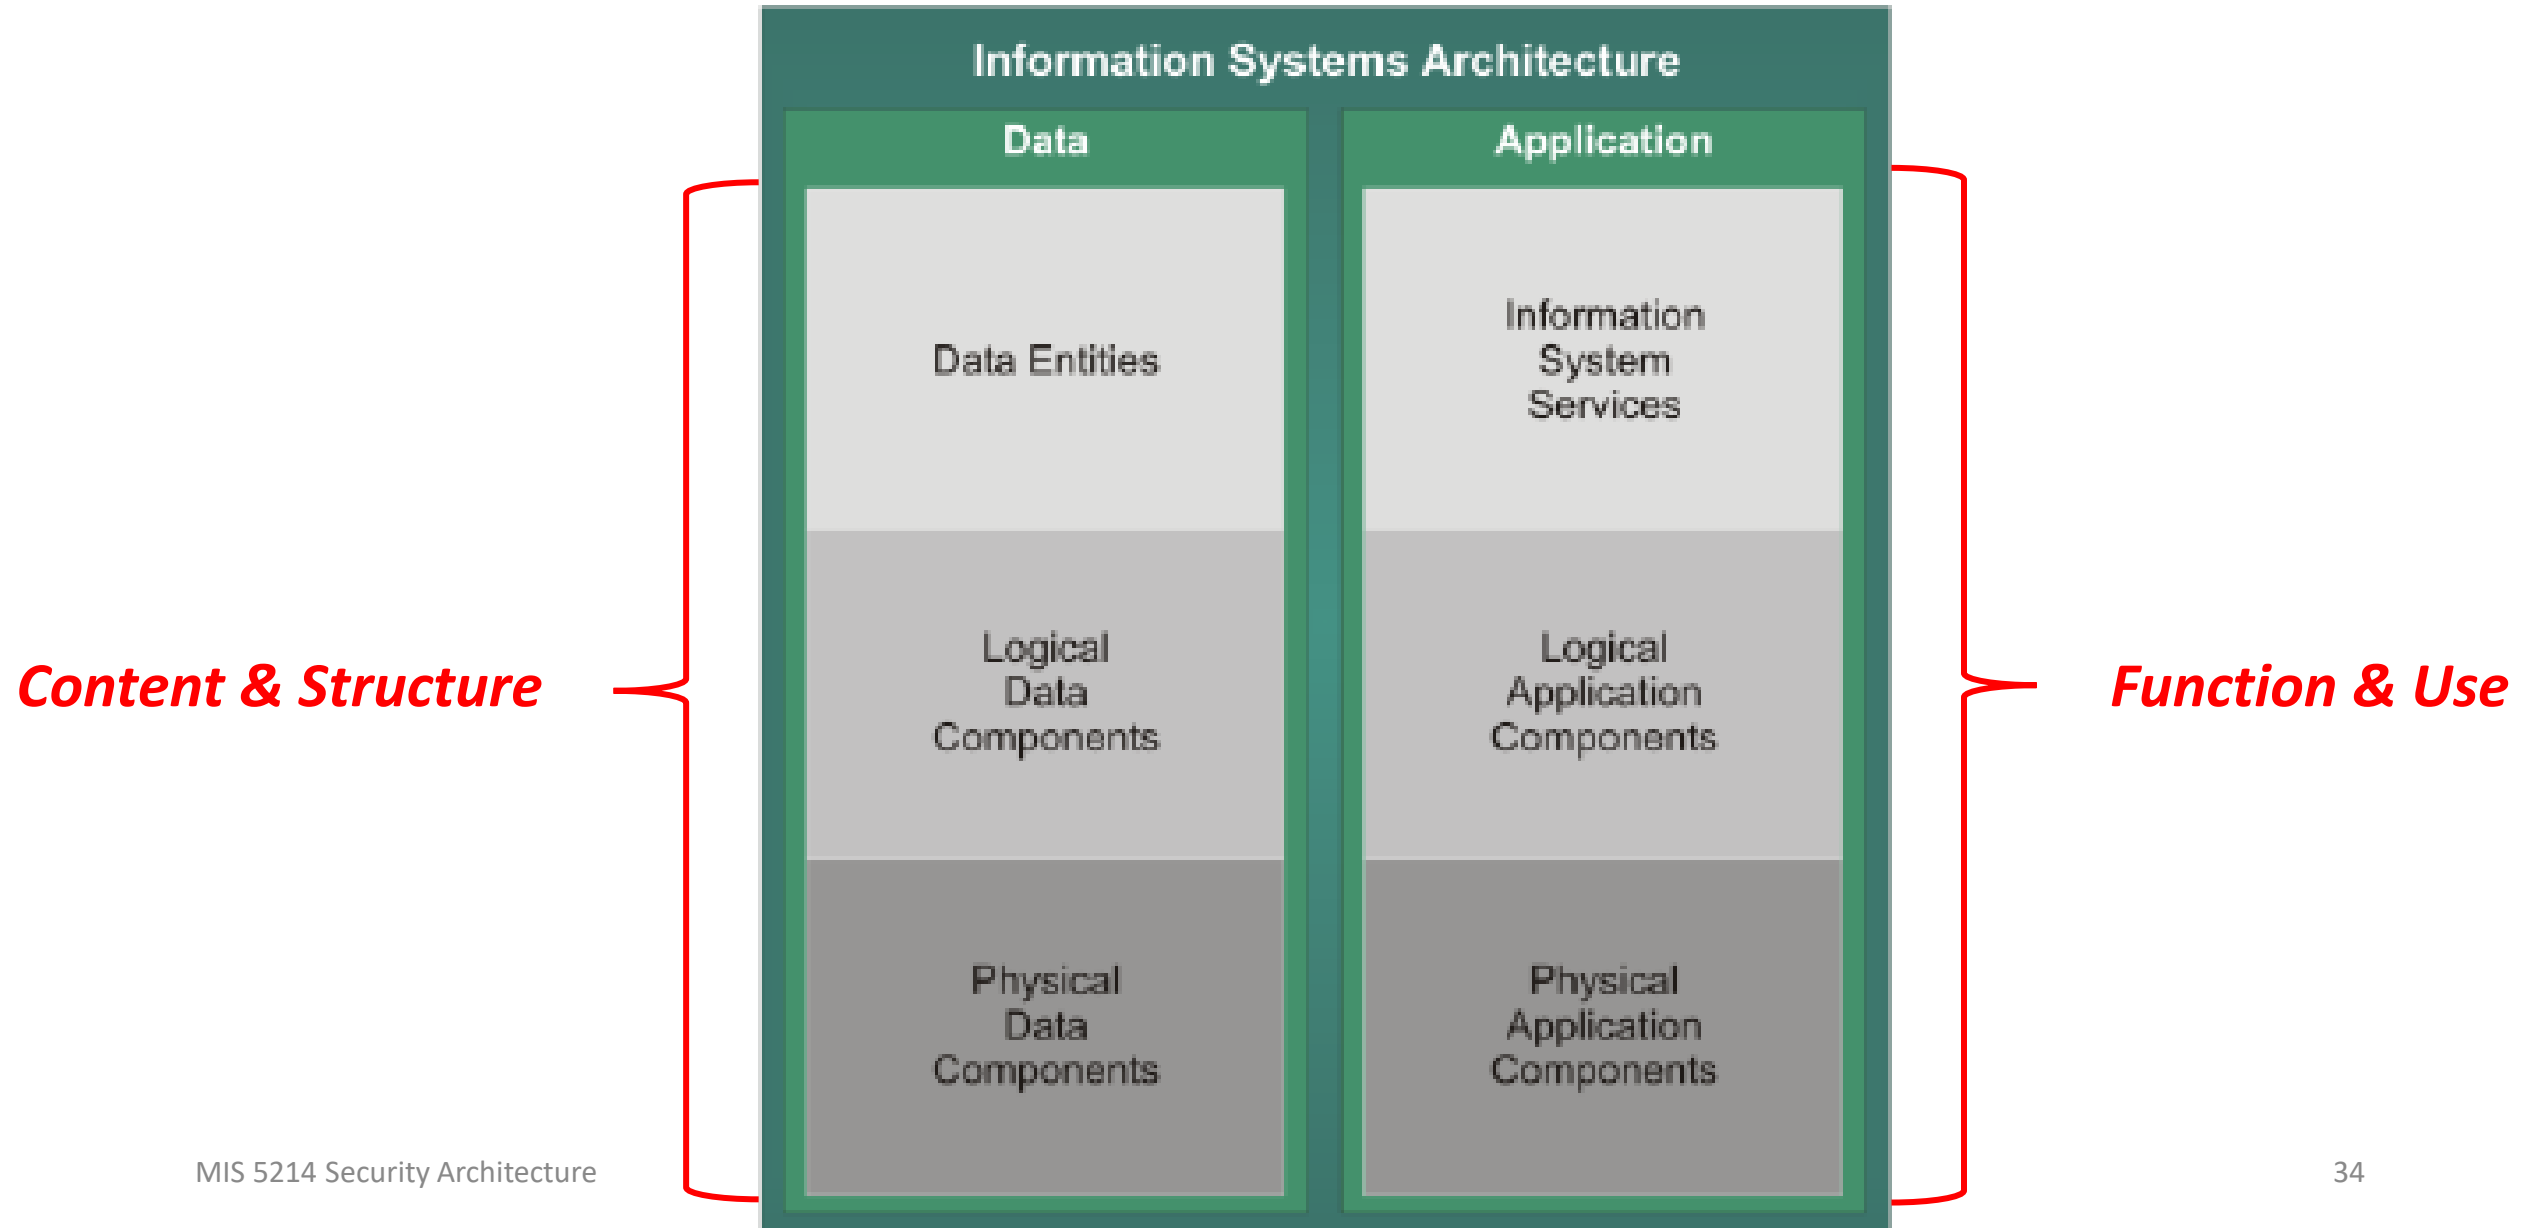 Information Systems Architecture
Data
Data Entities
Logical
Data
Components
Physical
Data
Components
Application
Information
System
Services
Logical
Application
Components
Physical
Application
Components
Content & Structure
Function & Use
MIS 5214 Security Architecture
34